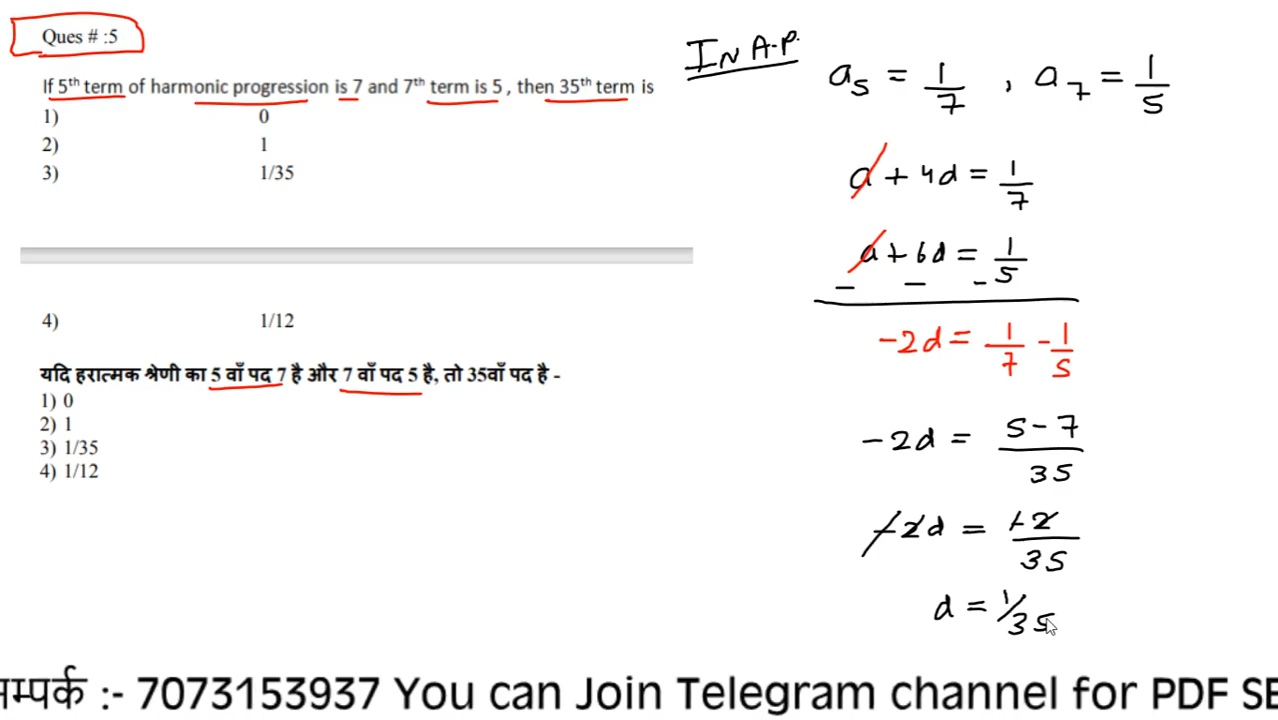 Ques # :5
If 5th term of harmonic progression is 7 and 7th term is 5 , then 35th term is
1) 0
2) 1
3) 1/35
4) 1/12
यदि हरात्मक श्रेणी का 5 वाँ पद 7 है और 7 वाँ पद 5 है, तो 35वाँ पद है -
1) 0
2) 1
3) 1/35
4) 1/12
In A.P.
a5 = 1/7 , a7 = 1/5
a + 4d = 1/7
a + 6d = 1/5
- - -
-2d = 1/7 - 1/5
-2d = 5-7/35
-2d = -2/35
d = 1/35
सम्पर्क :- 7073153937 You can Join Telegram channel for PDF SE